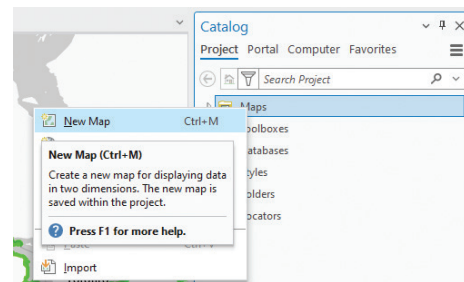 Catalog
Project Portal Computer Favorites
Search Project
Maps
New Map Ctrl+M
oolboxes
New Map (Ctrl+M)
atabases
Create a new map for displaying data
tyles
in two dimensions. The new map is
olders
saved within the project.
ocators
Press F1 for more help.
Import